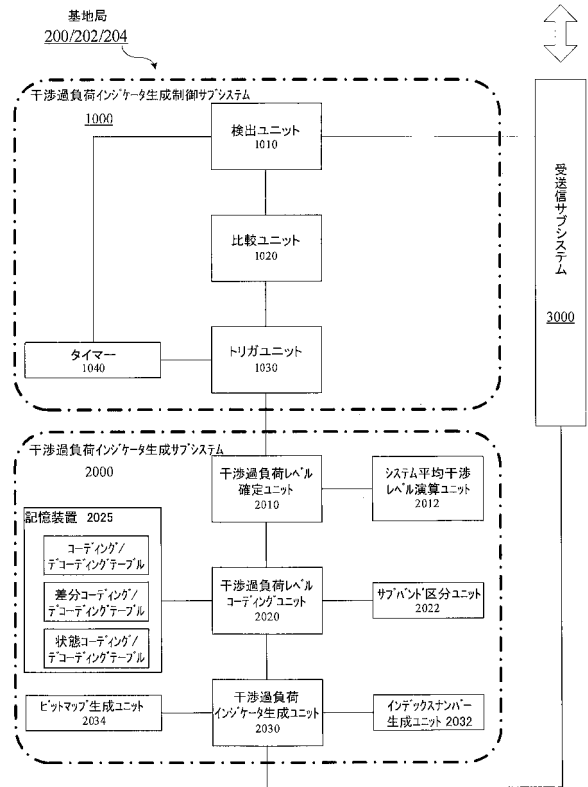 基地局
200/202/204
干渉過負荷インジケータ生成制御サブシステム
1000
検出ユニット
1010
比較ユニット
1020
タイマー
1040
トリガユニット
1030
受送信サブシステム
3000
干渉過負荷インジケータ生成サブシステム
2000
干渉過負荷レベル
確定ユニット
2010
システム平均干渉
レベル演算ユニット
2012
記憶装置 2025
コーディング/
デコーディングテーブル
差分コーディング/
デコーディングテーブル
状態コーディング/
デコーディングテーブル
干渉過負荷レベル
コーディングユニット
2020
サブバンド区分ユニット
2022
ビットマップ生成ユニット
2034
干渉過負荷
インジケータ生成ユニット
2030
インデックスナンバー
生成ユニット 2032